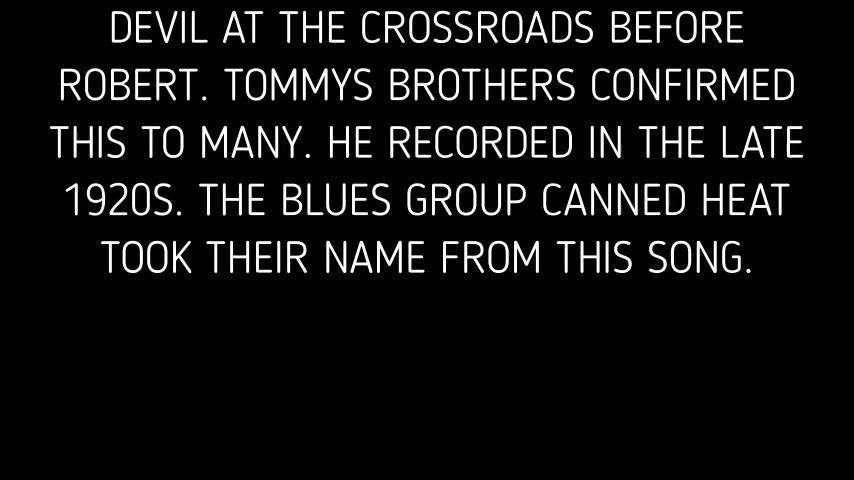 DEVIL AT THE CROSSROADS BEFORE
ROBERT. TOMMYS BROTHERS CONFIRMED
THIS TO MANY. HE RECORDED IN THE LATE
1920S. THE BLUES GROUP CANNED HEAT
TOOK THEIR NAME FROM THIS SONG.